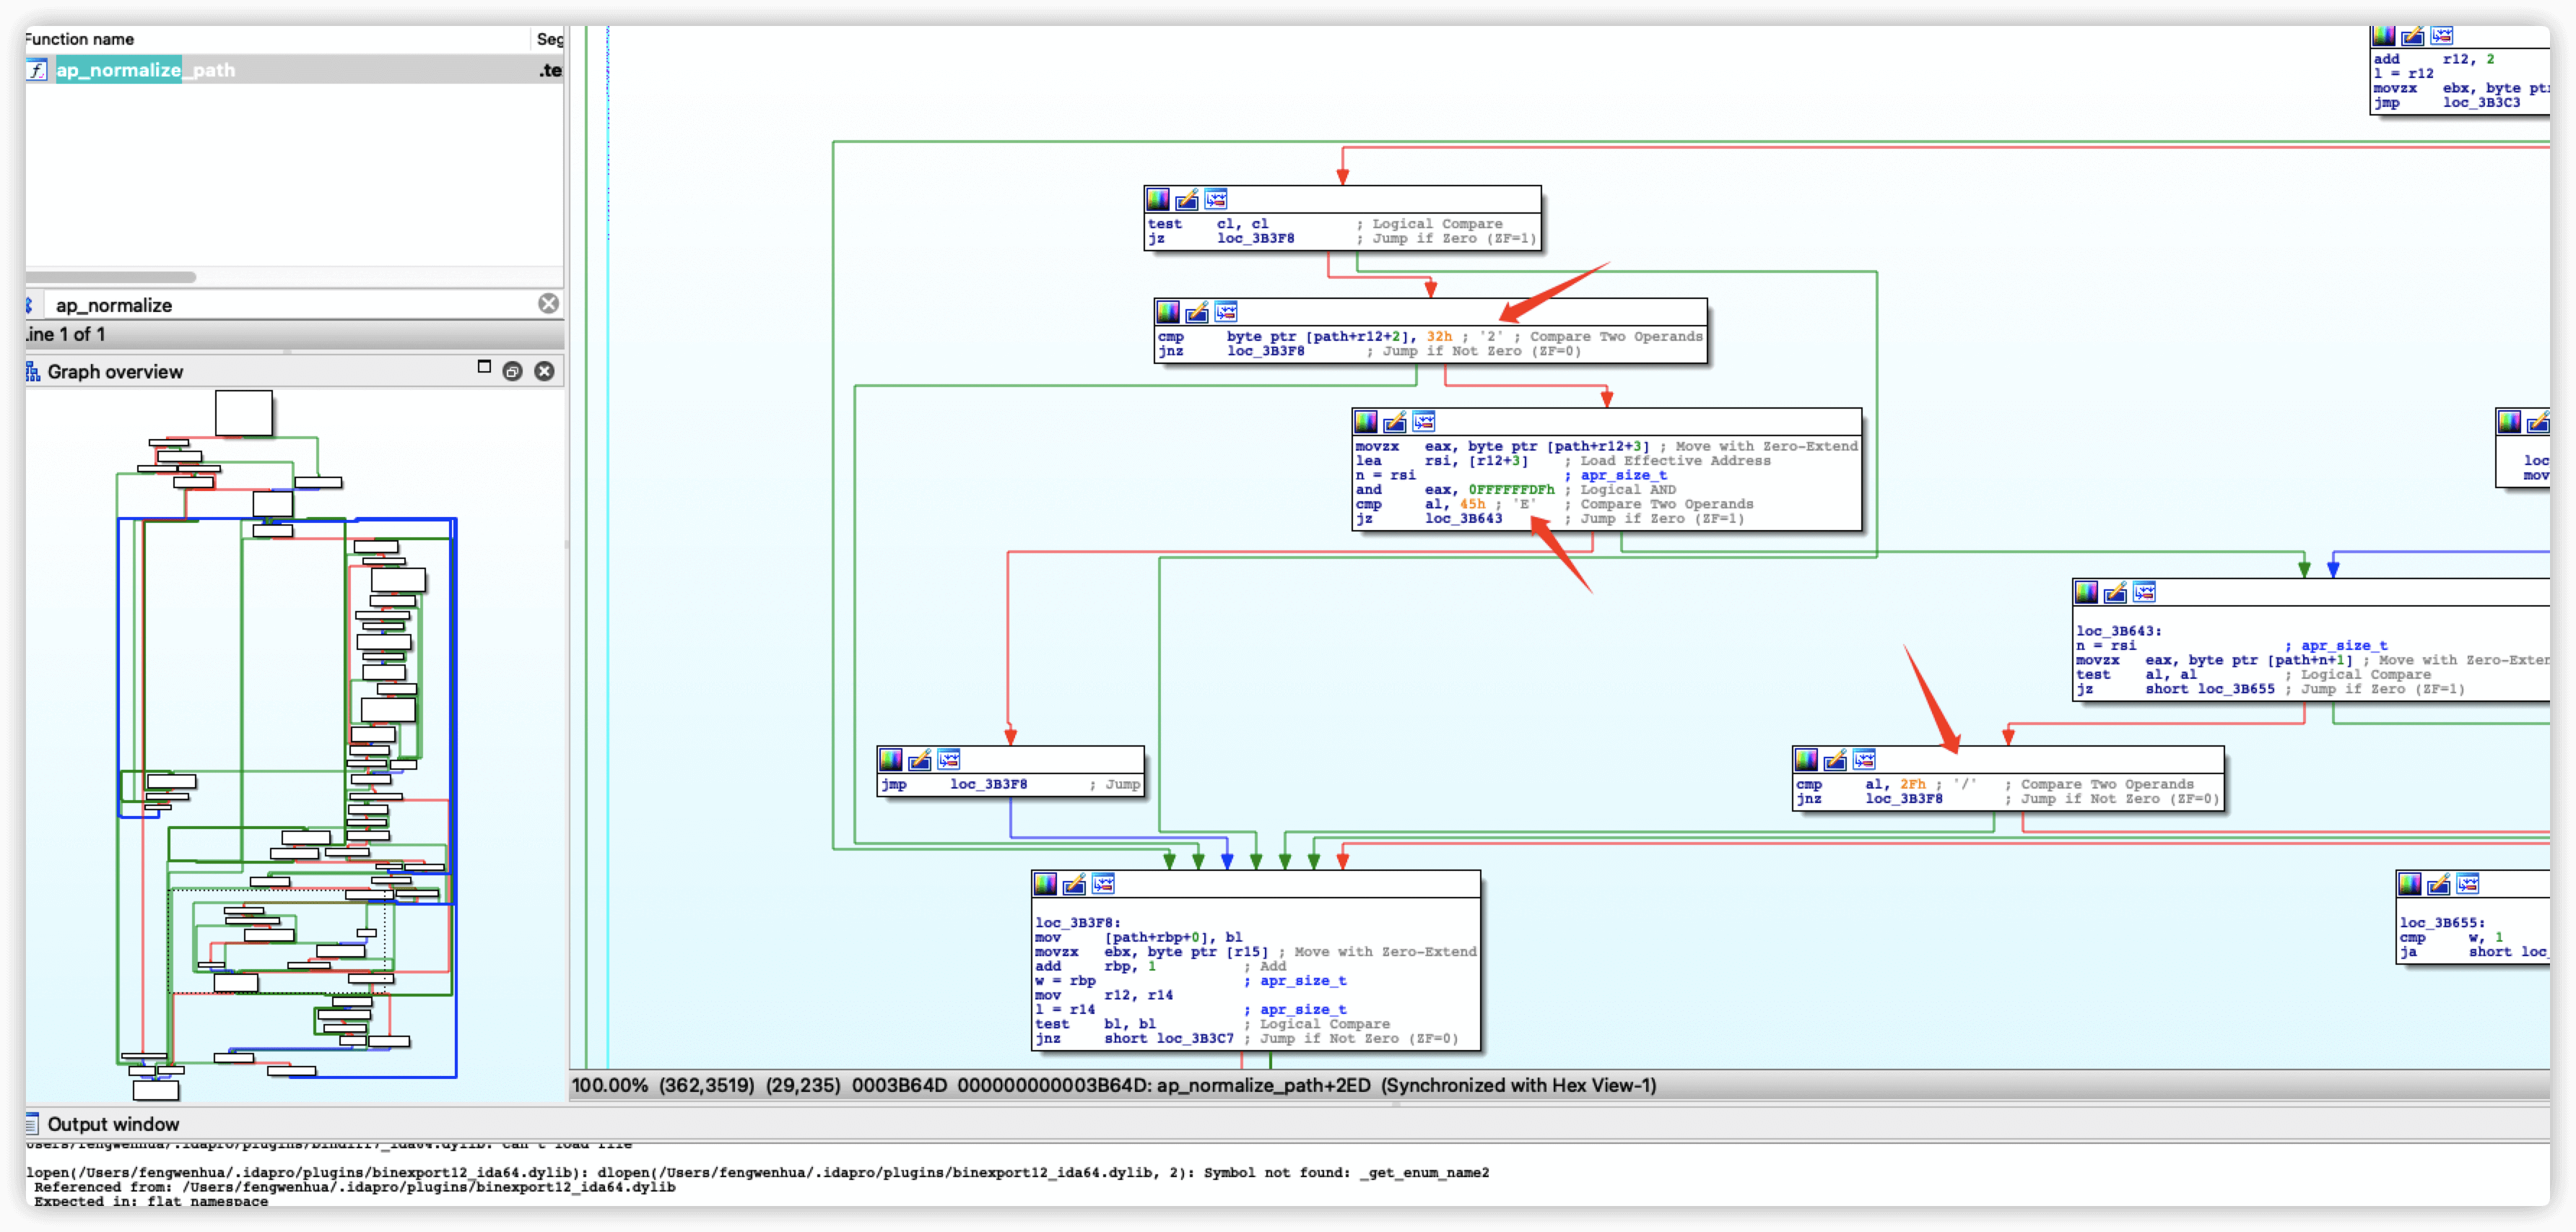 Function name
Seg
ap_normalize_path
.te
ap_normalize
Line 1 of 1
Graph overview
add r12, 2
l = r12
movzx ebx, byte pt
jmp loc_3B3C3
test cl, cl ; Logical Compare
jz loc_3B3F8 ; Jump if Zero (ZF=1)
cmp byte ptr [path+r12+2], 32h ; '2' ; Compare Two Operands
jnz loc_3B3F8 ; Jump if Not Zero (ZF=0)
movzx eax, byte ptr [path+r12+3] ; Move with Zero-Extend
lea rsi, [r12+3] ; Load Effective Address
n = rsi ; apr_size_t
and eax, 0FFFFFFDFh ; Logical AND
cmp al, 45h ; 'E' ; Compare Two Operands
jz loc_3B643 ; Jump if Zero (ZF=1)
loc
mov
loc_3B643:
n = rsi ; apr_size_t
movzx eax, byte ptr [path+n+1] ; Move with Zero-Exten
test al, al ; Logical Compare
jz short loc_3B655 ; Jump if Zero (ZF=1)
jmp loc_3B3F8 ; Jump
cmp al, 2Fh ; '/' ; Compare Two Operands
jnz loc_3B3F8 ; Jump if Not Zero (ZF=0)
loc_3B3F8:
mov [path+rbp+0], bl
movzx ebx, byte ptr [r15] ; Move with Zero-Extend
add rbp, 1 ; Add
w = rbp ; apr_size_t
mov r12, r14
l = r14 ; apr_size_t
test bl, bl ; Logical Compare
jnz short loc_3B3C7 ; Jump if Not Zero (ZF=0)
loc_3B655:
cmp w, 1
ja short loc_
100.00% (362,3519) (29,235) 0003B64D 000000000003B64D: ap_normalize_path+2ED (Synchronized with Hex View-1)
Output window
Users/fengwenhua/.idapro/plugins/bindiff7_ida64.dylib: can't load file
lopen(/Users/fengwenhua/.idapro/plugins/binexport12_ida64.dylib): dlopen(/Users/fengwenhua/.idapro/plugins/binexport12_ida64.dylib, 2): Symbol not found: _get_enum_name2
Referenced from: /Users/fengwenhua/.idapro/plugins/binexport12_ida64.dylib
Expected in: flat namespace